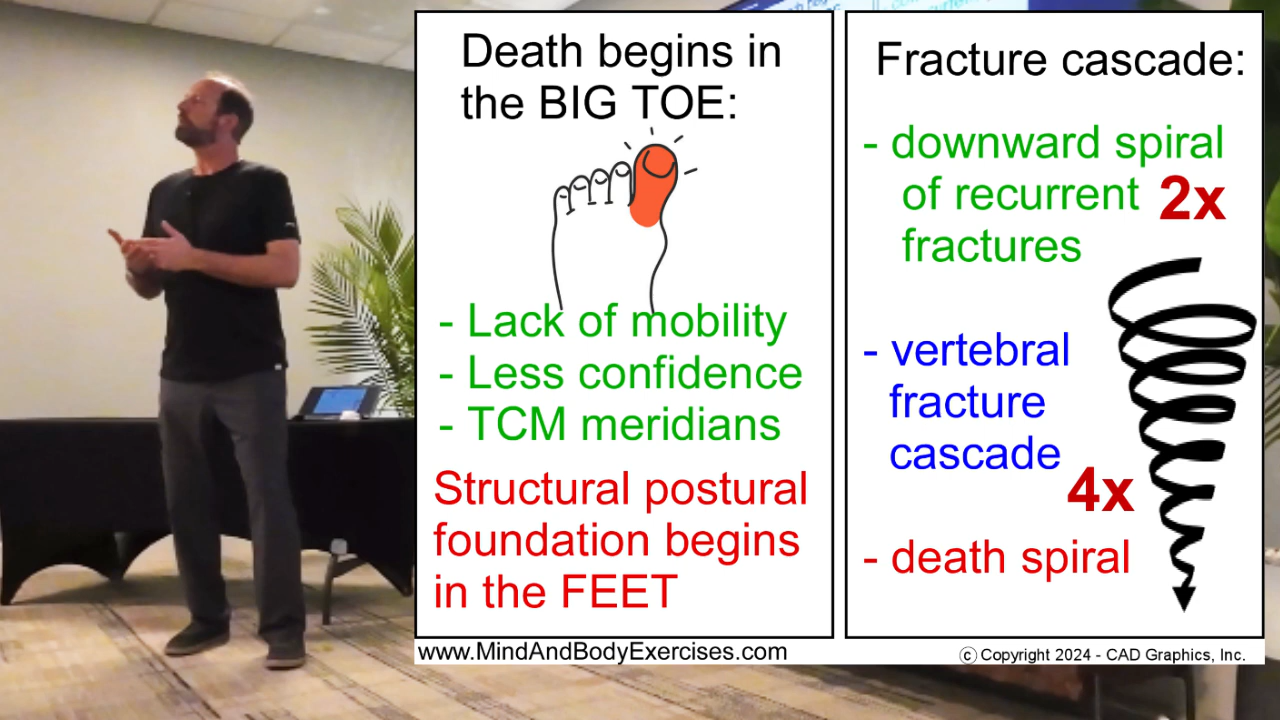 Death begins in
the BIG TOE:
- Lack of mobility
- Less confidence
- TCM meridians
Structural postural
foundation begins
in the FEET
Fracture cascade:
- downward spiral
of recurrent 2x
fractures
- vertebral
fracture
cascade
4x
- death spiral
www.MindAndBodyExercises.com
© Copyright 2024 - CAD Graphics, Inc.